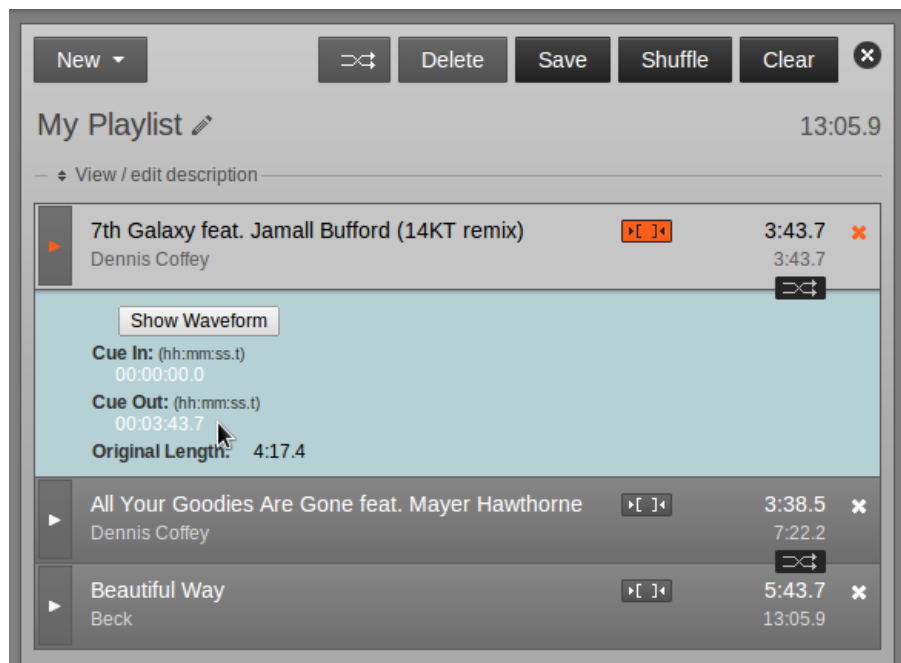 New Delete Save Shuffle Clear
My Playlist 13:05.9
View / edit description
7th Galaxy feat. Jamall Bufford (14KT remix) 3:43.7
Dennis Coffey 3:43.7
Show Waveform
Cue In: (hh:mm:ss.t)
00:00:00.0
Cue Out: (hh:mm:ss.t)
00:03:43.7
Original Length: 4:17.4
All Your Goodies Are Gone feat. Mayer Hawthorne 3:38.5
Dennis Coffey 7:22.2
Beautiful Way 5:43.7
Beck 13:05.9